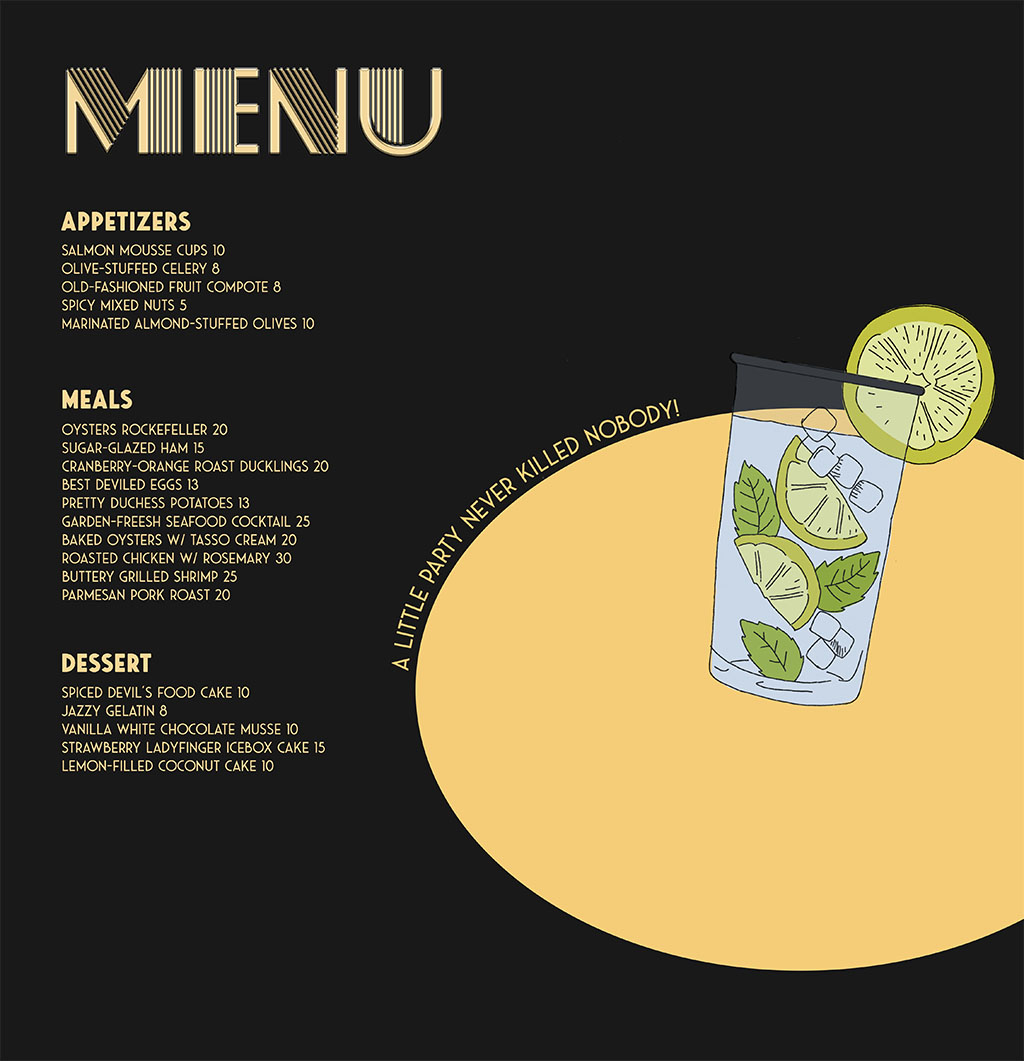 MENU
APPETIZERS
SALMON MOUSSE CUPS 10
OLIVE-STUFFED CELERY 8
OLD-FASHIONED FRUIT COMPOTE 8
SPICY MIXED NUTS 5
MARINATED ALMOND-STUFFED OLIVES 10
MEALS
OYSTERS ROCKEFELLER 20
SUGAR-GLAZED HAM 15
CRANBERRY-ORANGE ROAST DUCKLINGS 20
BEST DEVILED EGGS 13
PRETTY DUCHESS POTATOES 13
GARDEN-FREESH SEAFOOD COCKTAIL 25
BAKED OYSTERS W/ TASSO CREAM 20
ROASTED CHICKEN W/ ROSEMARY 30
BUTTERY GRILLED SHRIMP 25
PARMESAN PORK ROAST 20
DESSERT
SPICED DEVIL'S FOOD CAKE 10
JAZZY GELATIN 8
VANILLA WHITE CHOCOLATE MUSSE 10
STRAWBERRY LADYFINGER ICEBOX CAKE 15
LEMON-FILLED COCONUT CAKE 10
A LITTLE PARTY NEVER KILLED NOBODY!